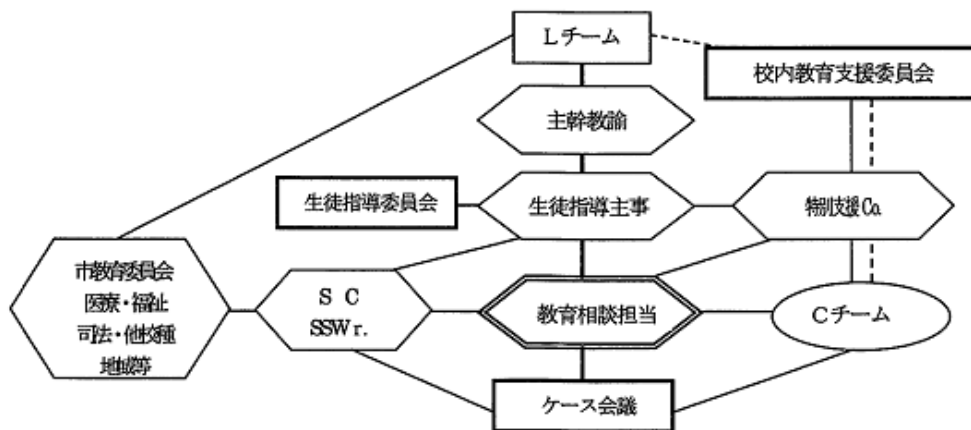 Lチーム
校内教育支援委員会
主幹教諭
生徒指導委員会
生徒指導主事
特別支援Co
市教育委員会
医療・福祉
司法・他校種
地域等
S C
SSWr.
教育相談担当
Cチーム
ケース会議